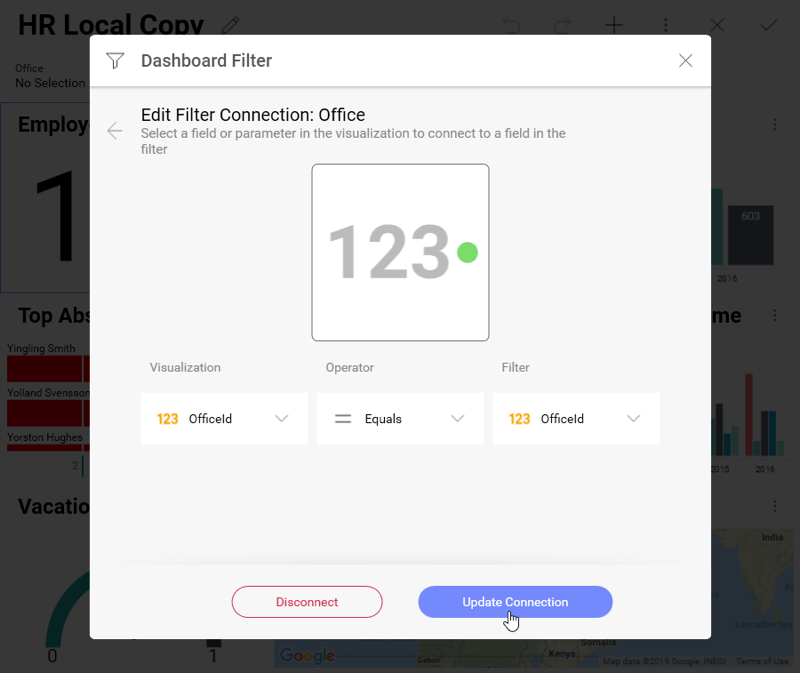 HR Local Copy
Office
No Selection
Dashboard Filter
Edit Filter Connection: Office
Select a field or parameter in the visualization to connect to a field in the
filter
123
Visualization
Operator
Filter
123 OfficeId
Equals
123 OfficeId
Disconnect
Update Connection
1
603
2016
Top Abs
me
Yingling Smith
Yolland Svensson
Yorston Hughes
2
2015
2016
0
1
Google
India
Laccadive Sea
Somalia
Kenya
Gabon
Map data ©2019 Google, INEGI
Terms of Use